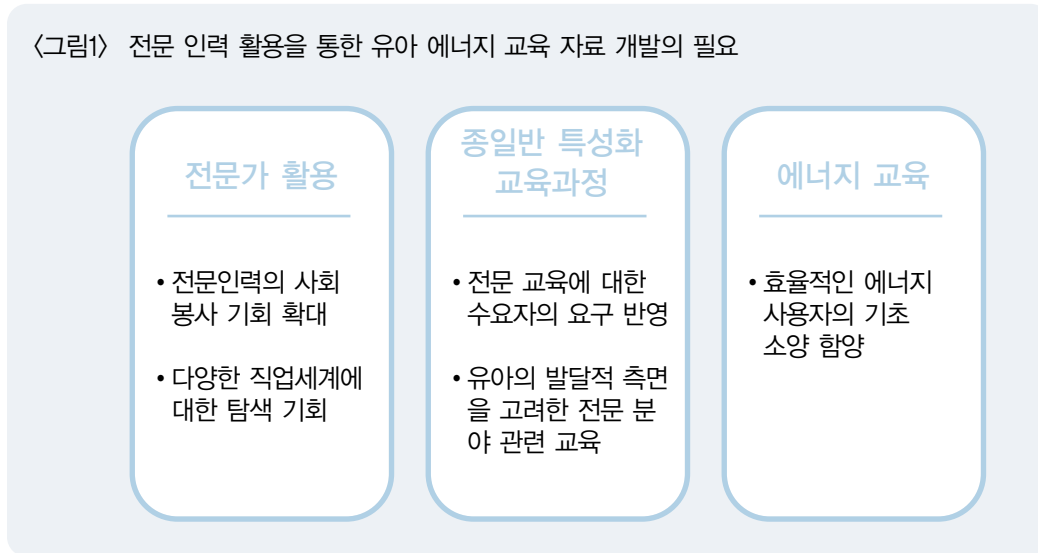 〈그림1〉 전문 인력 활용을 통한 유아 에너지 교육 자료 개발의 필요
전문가 활용
• 전문인력의 사회
봉사 기회 확대
• 다양한 직업세계에
대한 탐색 기회
종일반 특성화
교육과정
• 전문 교육에 대한
수요자의 요구 반영
• 유아의 발달적 측면
을 고려한 전문 분
야 관련 교육
에너지 교육
• 효율적인 에너지
사용자의 기초
소양 함양